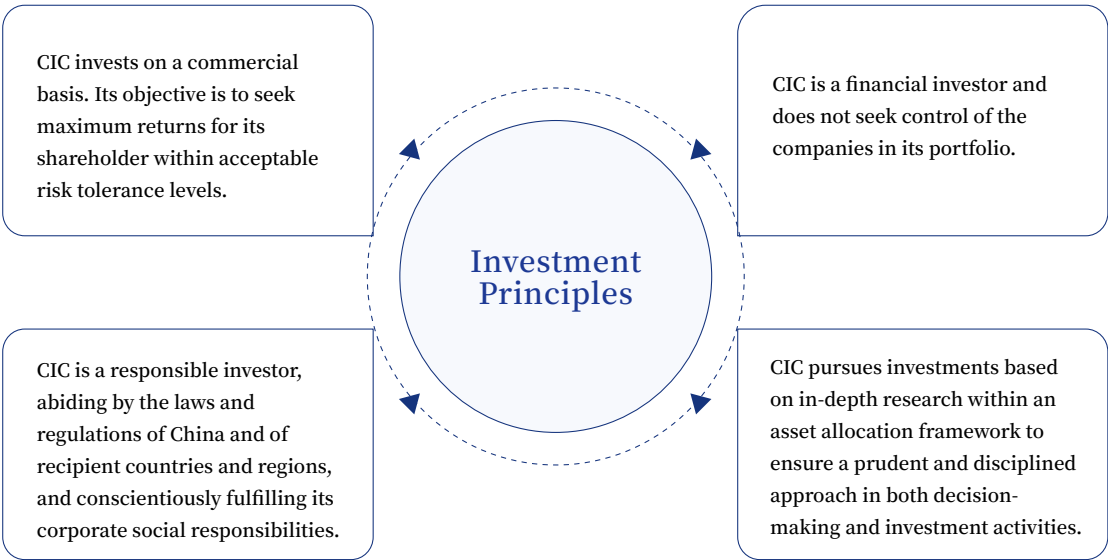 CIC invests on a commercial
basis. Its objective is to seek
maximum returns for its
shareholder within acceptable
risk tolerance levels.
CIC is a financial investor and
does not seek control of the
companies in its portfolio.
Investment
Principles
CIC is a responsible investor,
abiding by the laws and
regulations of China and of
recipient countries and regions,
and conscientiously fulfilling its
corporate social responsibilities.
CIC pursues investments based
on in-depth research within an
asset allocation framework to
ensure a prudent and disciplined
approach in both decision-
making and investment activities.